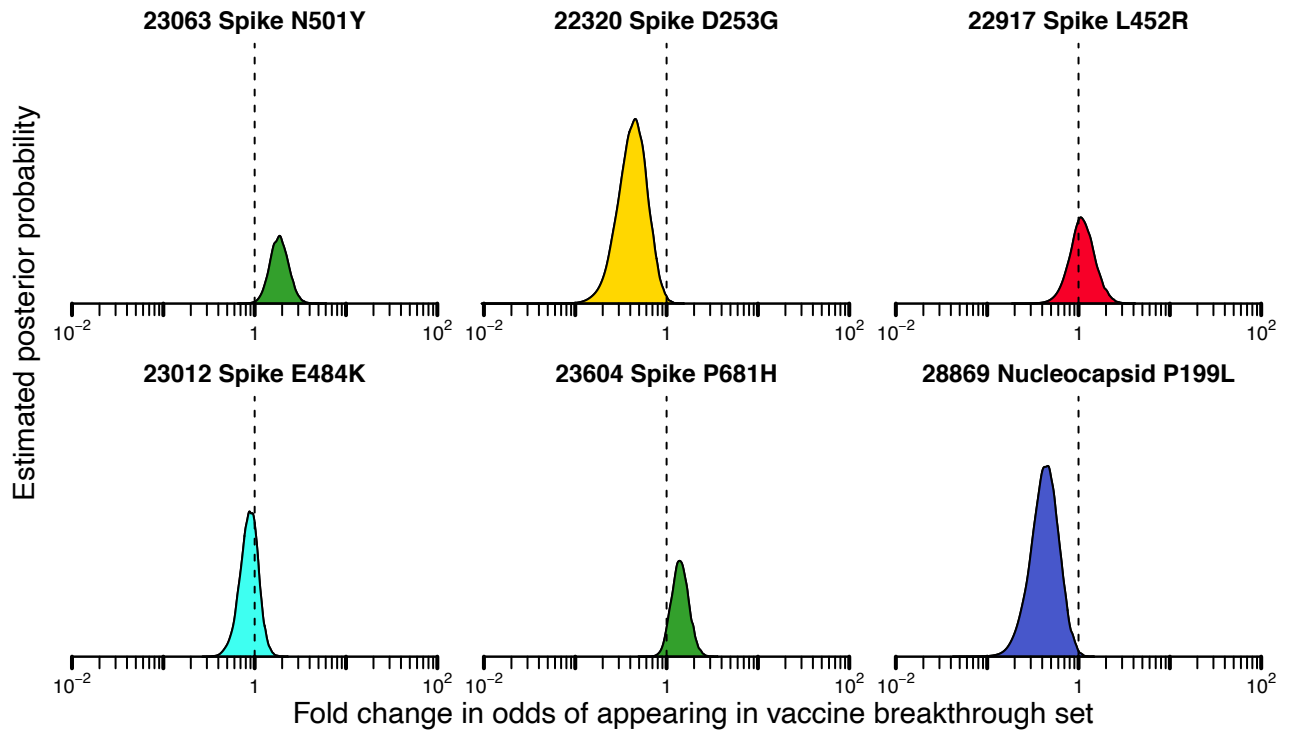 23063 Spike N501Y
22320 Spike D253G
22917 Spike L452R
Estimated posterior probability
10⁻² 1 10²
10⁻² 1 10²
10⁻² 1 10²
23012 Spike E484K
23604 Spike P681H
28869 Nucleocapsid P199L
10⁻² 1 10²
10⁻² 1 10²
10⁻² 1 10²
Fold change in odds of appearing in vaccine breakthrough set